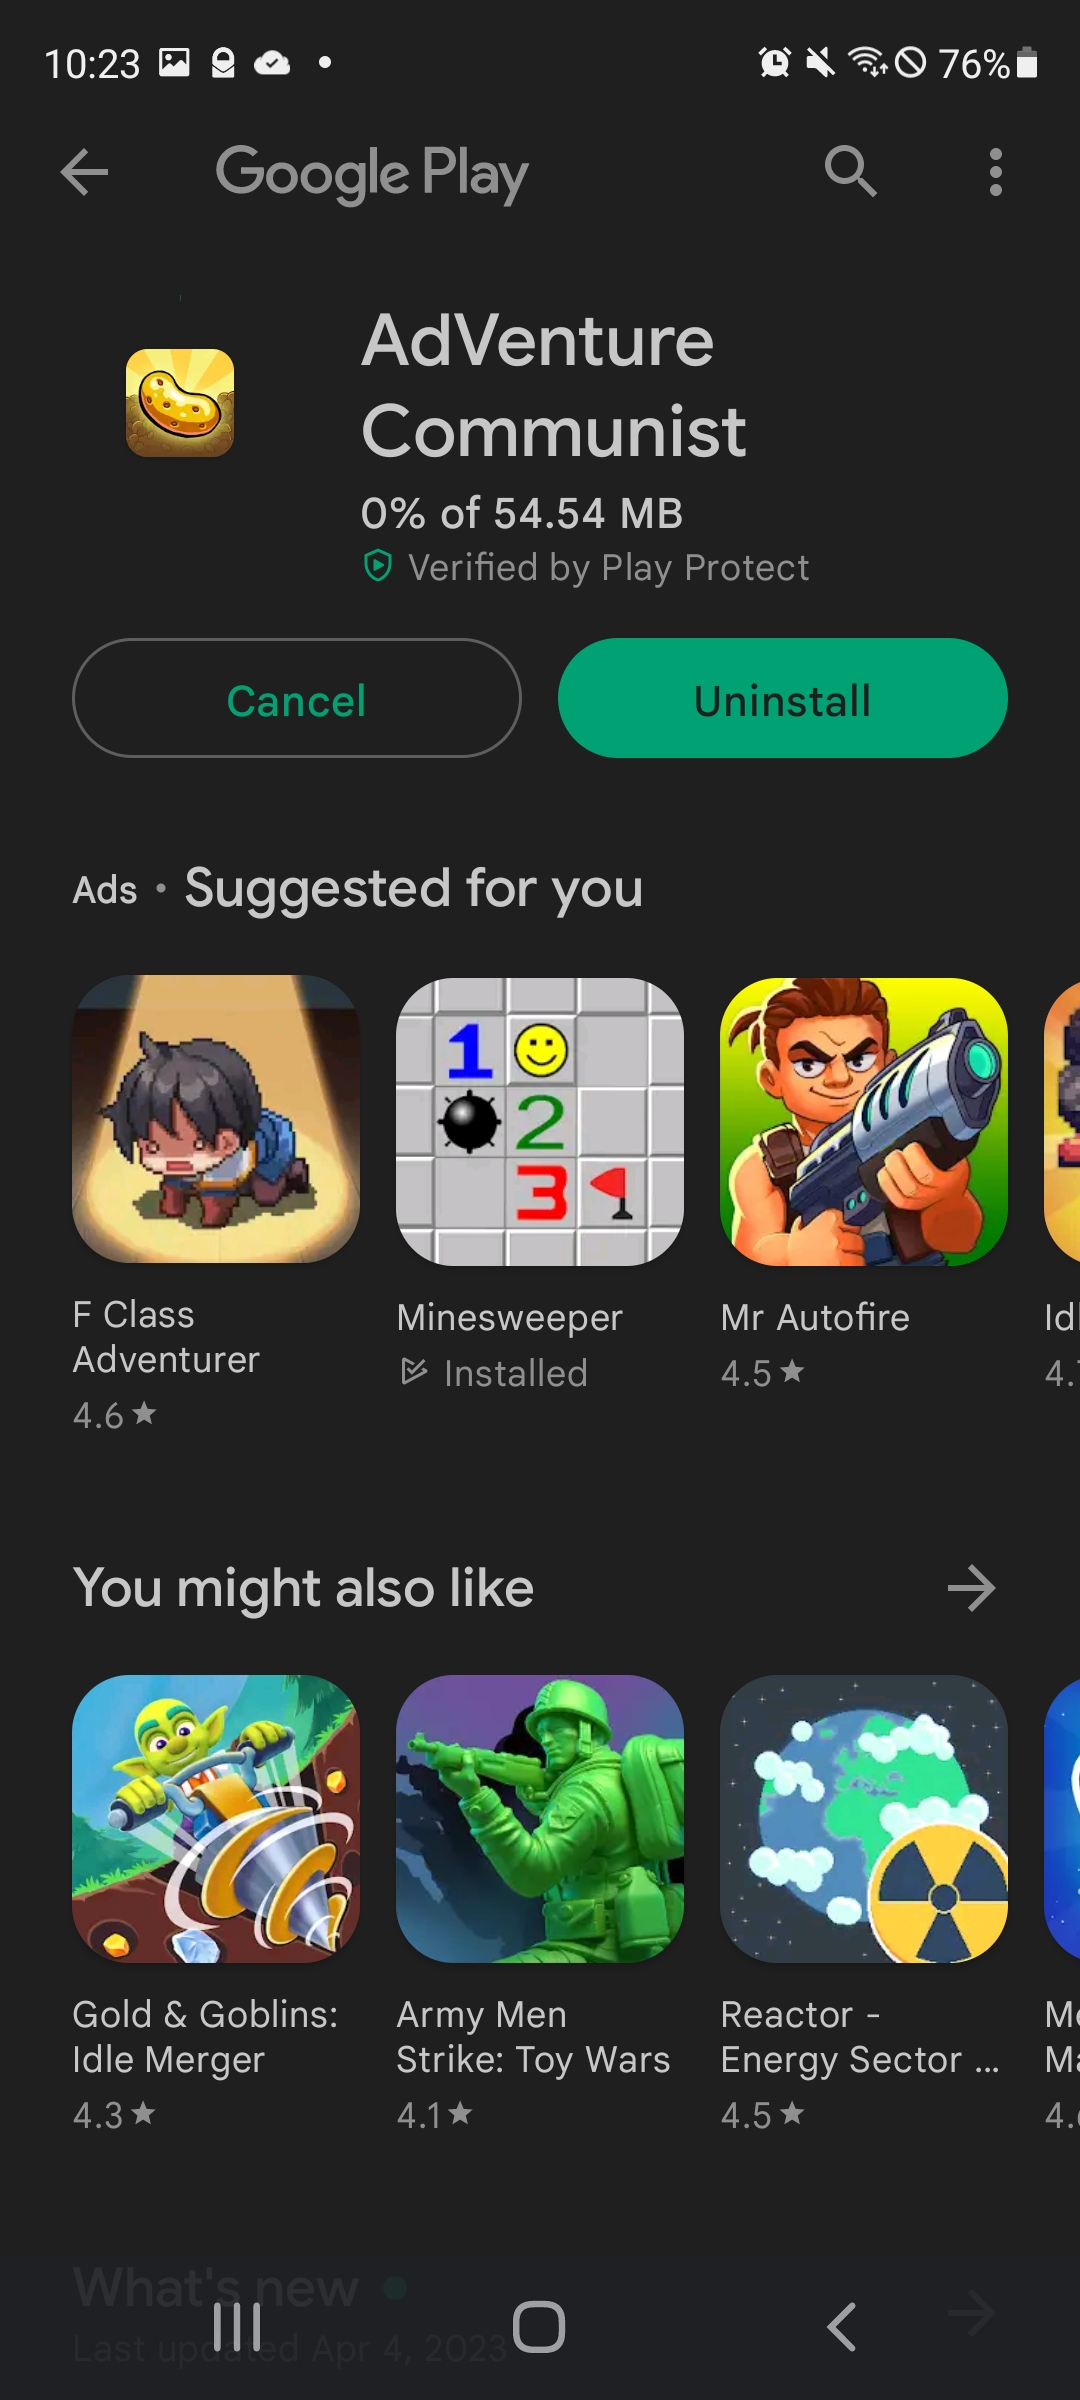 10:23
76%
Google Play
AdVenture
Communist
0% of 54.54 MB
Verified by Play Protect
Cancel
Uninstall
Ads • Suggested for you
1
2
3
F Class
Adventurer
4.6 ★
Minesweeper
Installed
Mr Autofire
4.5 ★
You might also like
Gold & Goblins:
Idle Merger
4.3 ★
Army Men
Strike: Toy Wars
4.1 ★
Reactor -
Energy Sector ...
4.5 ★
What's new
Last updated Apr 4, 2023